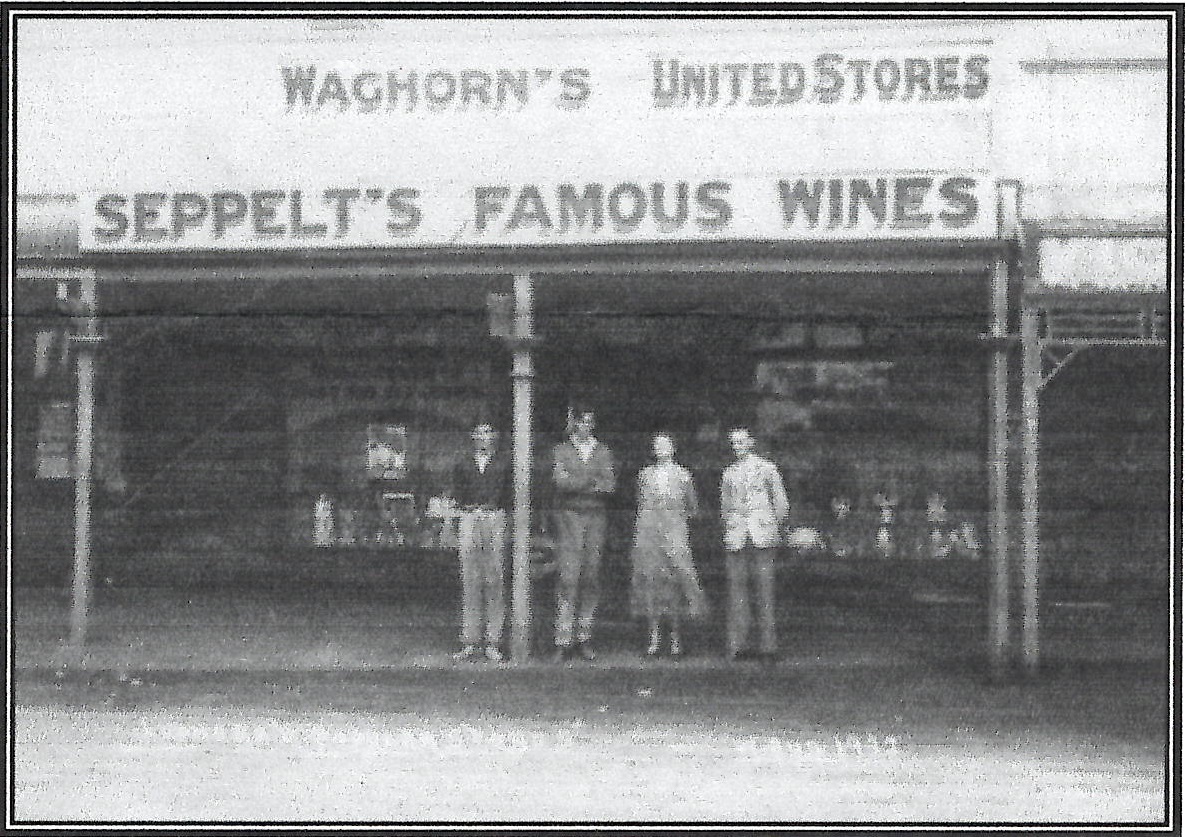 WAGHORN'S UNITED STORES
SEPPELT'S FAMOUS WINES